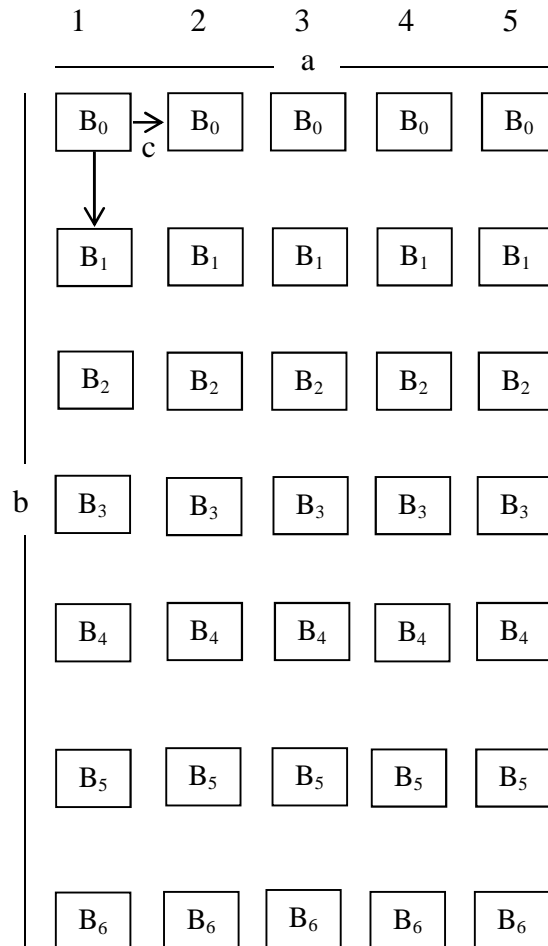 1 2 3 4 5
a
B₀ B₀ B₀ B₀ B₀
c
B₁ B₁ B₁ B₁ B₁
B₂ B₂ B₂ B₂ B₂
b B₃ B₃ B₃ B₃ B₃
B₄ B₄ B₄ B₄ B₄
B₅ B₅ B₅ B₅ B₅
B₆ B₆ B₆ B₆ B₆